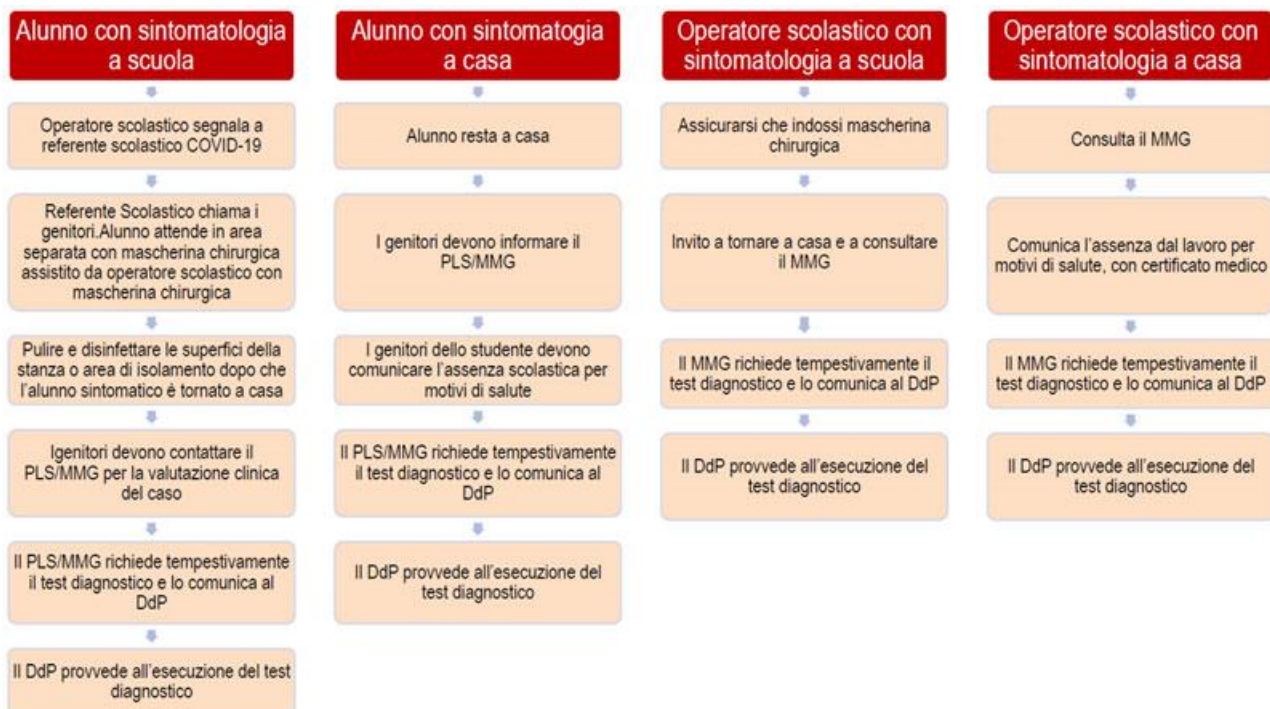 Alunno con sintomatologia
a scuola
Operatore scolastico segnala a
referente scolastico COVID-19
Referente Scolastico chiama i
genitori.Alunno attende in area
separata con mascherina chirurgica
assistito da operatore scolastico con
mascherina chirurgica
Pulire e disinfettare le superfici della
stanza o area di isolamento dopo che
l'alunno sintomatico è tornato a casa
Igenitori devono contattare il
PLS/MMG per la valutazione clinica
del caso
Il PLS/MMG richiede tempestivamente
il test diagnostico e lo comunica al
DdP
Il DdP provvede all'esecuzione del test
diagnostico
Alunno con sintomatogia
a casa
Alunno resta a casa
I genitori devono informare il
PLS/MMG
I genitori dello studente devono
comunicare l'assenza scolastica per
motivi di salute
Il PLS/MMG richiede tempestivamente
il test diagnostico e lo comunica al
DdP
Il DdP provvede all'esecuzione del
test diagnostico
Operatore scolastico con
sintomatologia a scuola
Assicurarsi che indossi mascherina
chirurgica
Invito a tornare a casa e a consultare
il MMG
Il MMG richiede tempestivamente il
test diagnostico e lo comunica al DdP
Il DdP provvede all'esecuzione del
test diagnostico
Operatore scolastico con
sintomatologia a casa
Consulta il MMG
Comunica l'assenza dal lavoro per
motivi di salute, con certificato medico
Il MMG richiede tempestivamente il
test diagnostico e lo comunica al DdP
Il DdP provvede all'esecuzione del
test diagnostico